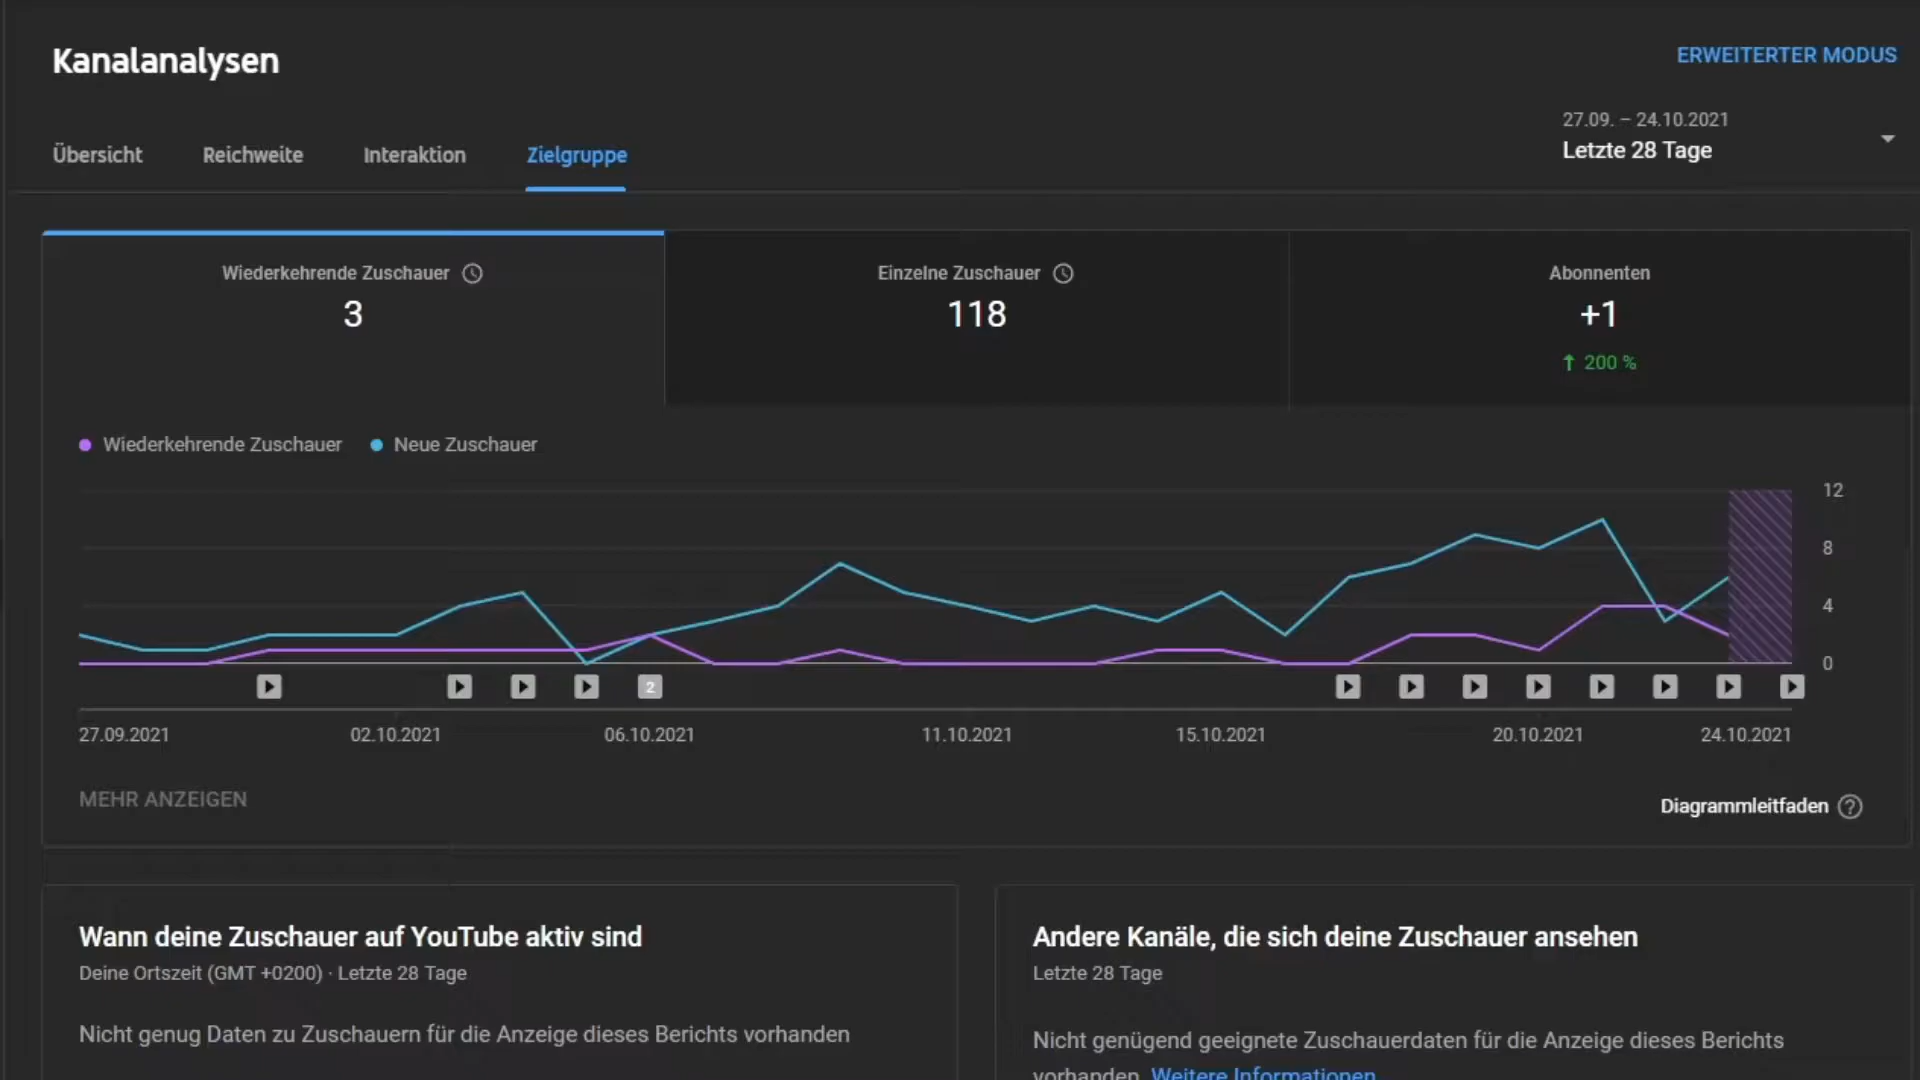 Kanalanalysen
ERWEITERTER MODUS
27.09. – 24.10.2021
Letzte 28 Tage
Übersicht Reichweite Interaktion Zielgruppe
Wiederkehrende Zuschauer Einzelne Zuschauer Abonnenten
3 118 +1
200 %
Wiederkehrende Zuschauer Neue Zuschauer
12
8
4
0
2
27.09.2021 02.10.2021 06.10.2021 11.10.2021 15.10.2021 20.10.2021 24.10.2021
MEHR ANZEIGEN
Diagrammleitfaden ?
Wann deine Zuschauer auf YouTube aktiv sind
Deine Ortszeit (GMT +0200) · Letzte 28 Tage
Nicht genug Daten zu Zuschauern für die Anzeige dieses Berichts vorhanden
Andere Kanäle, die sich deine Zuschauer ansehen
Letzte 28 Tage
Nicht genügend geeignete Zuschauerdaten für die Anzeige dieses Berichts
vorhanden. Weitere Informationen